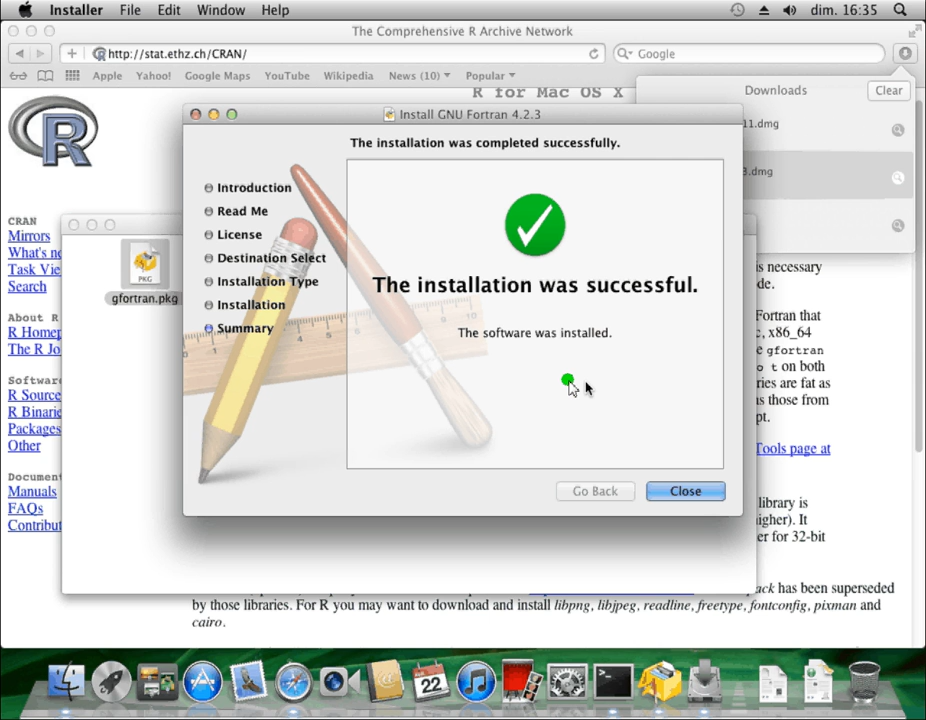 Installer File Edit Window Help dim. 16:35
The Comprehensive R Archive Network
http://stat.ethz.ch/CRAN/ Google
Apple Yahoo! Google Maps YouTube Wikipedia News (10) Popular
Downloads Clear
R for Mac OS X
11.dmg
3.dmg
Install GNU Fortran 4.2.3
The installation was completed successfully.
Introduction
Read Me
License
Destination Select
Installation Type
Installation
Summary
The installation was successful.
The software was installed.
Go Back Close
PKG
gfortran.pkg
R
CRAN
Mirrors
What's ne
Task Vie
Search
About R
R Homep
The R Jo
Software
R Source
R Binarie
Packages
Other
Document
Manuals
FAQs
Contribut
is necessary
de.
Fortran that
c, x86_64
e gfortran
o t on both
ries are fat as
as those from
pt.
Tools page at
library is
igher). It
er for 32-bit
ack has been superseded
by those libraries. For R you may want to download and install libpng, libjpeg, readline, freetype, fontconfig, pixman and
cairo.
22